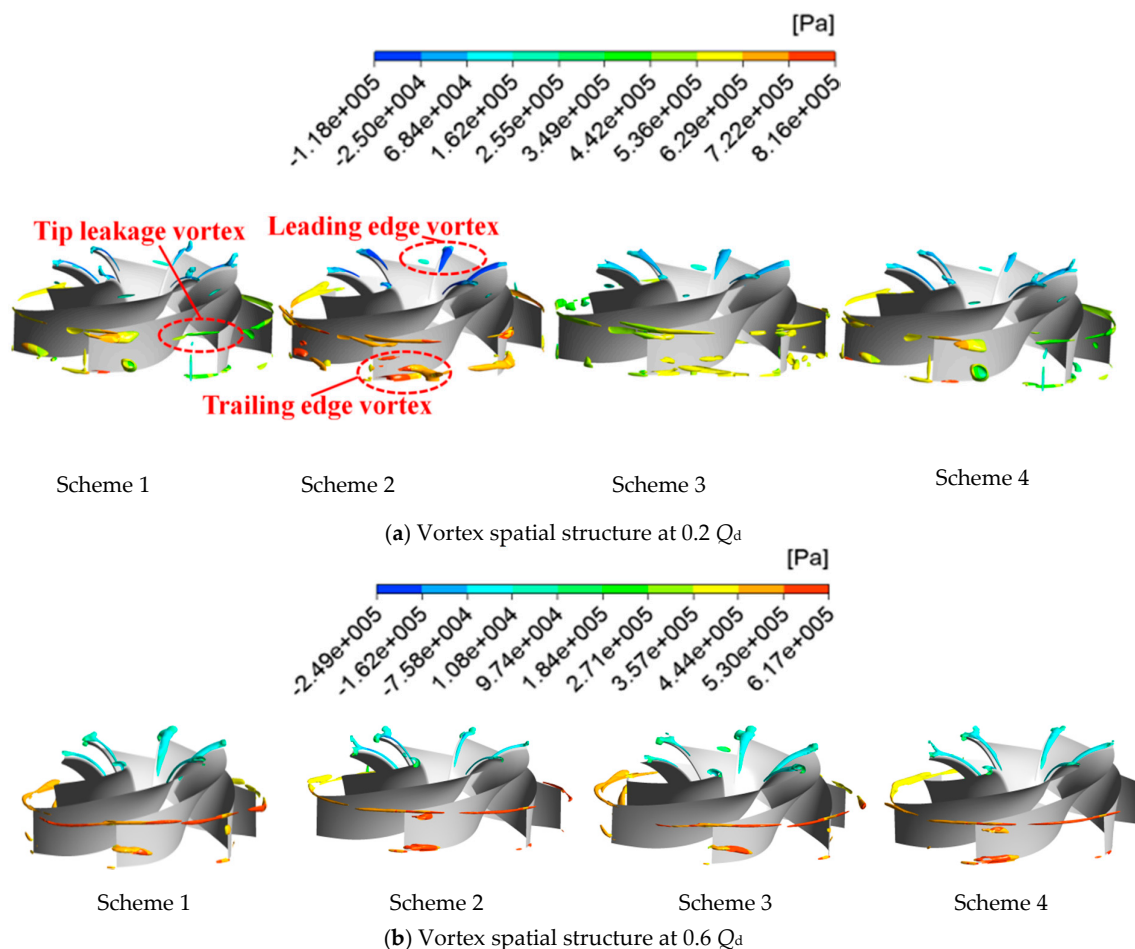 [Pa]
-1.18e+005
-2.50e+004
6.84e+004
1.62e+005
2.55e+005
3.49e+005
4.42e+005
5.36e+005
6.29e+005
7.22e+005
8.16e+005
Tip leakage vortex
Leading edge vortex
Trailing edge vortex
Scheme 1
Scheme 2
Scheme 3
Scheme 4
(a) Vortex spatial structure at 0.2 Qd
[Pa]
-2.49e+005
-1.62e+005
-7.58e+004
1.08e+004
9.74e+004
1.84e+005
2.71e+005
3.57e+005
4.44e+005
5.30e+005
6.17e+005
Scheme 1
Scheme 2
Scheme 3
Scheme 4
(b) Vortex spatial structure at 0.6 Qd